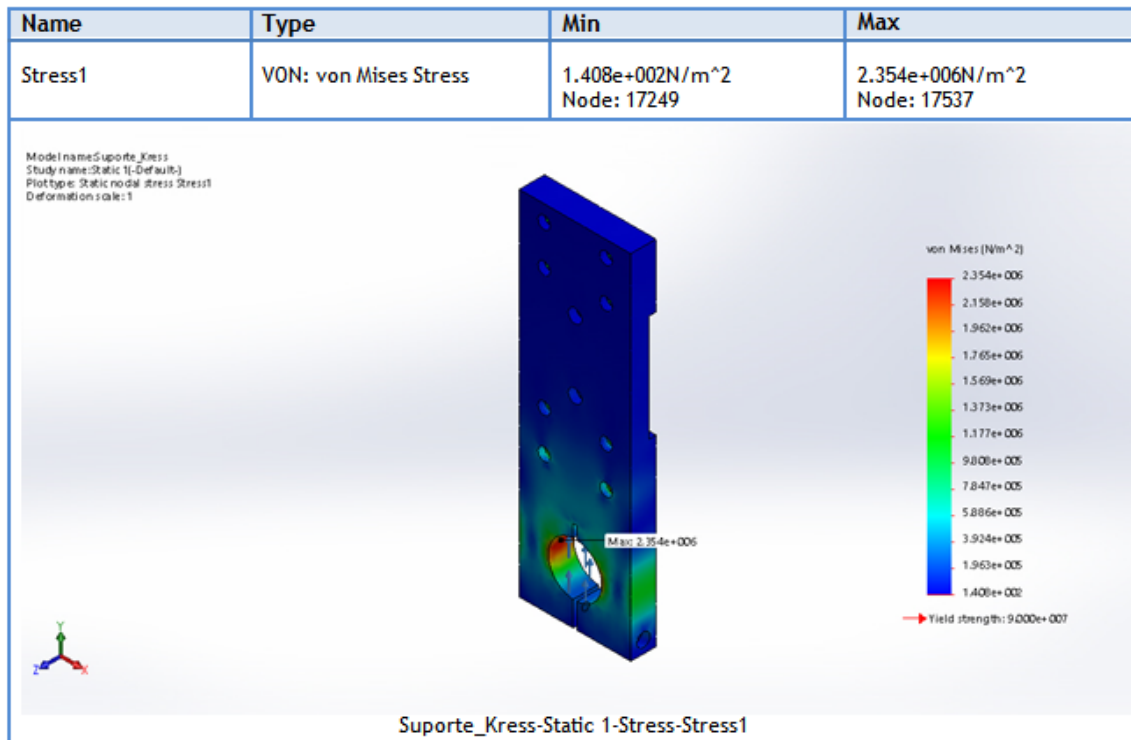 Name Type Min Max
Stress1 VON: von Mises Stress 1.408e+002N/m^2 2.354e+006N/m^2
Node: 17249 Node: 17537
Model name:Suporte_Kress
Study name:Static 1(-Default-)
Plot type: Static nodal stress Stress1
Deformation scale: 1
von Mises (N/m^2)
2.354e+006
2.158e+006
1.962e+006
1.765e+006
1.569e+006
1.373e+006
1.177e+006
9.808e+005
7.847e+005
5.886e+005
3.924e+005
1.963e+005
1.408e+002
Yield strength: 9.000e+007
Max: 2.354e+006
Y
Z X
Suporte_Kress-Static 1-Stress-Stress1